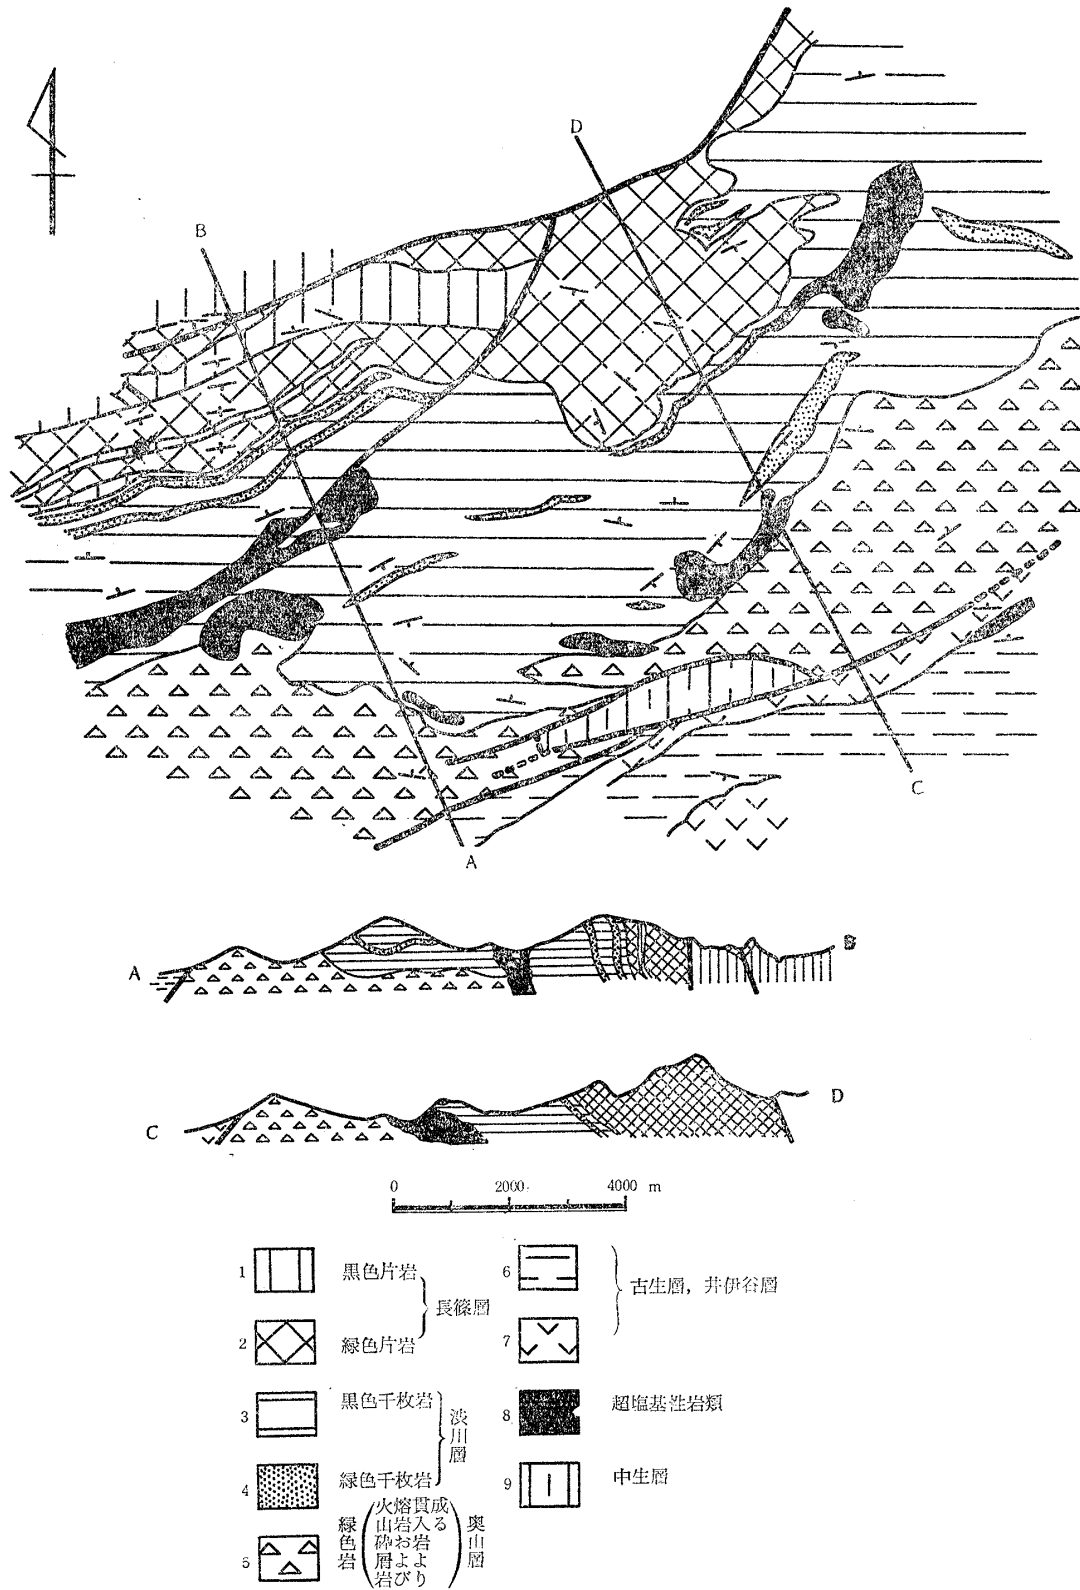 D
B
C
A
A
B
C
D
0 2000 4000 m
1 黒色片岩
2 緑色片岩
長篠層
3 黒色千枚岩
4 緑色千枚岩
渋川層
5 緑色岩
火山砕屑岩
熔岩および
貫入岩より
成る
奥山層
6
7
古生層，井伊谷層
8 超塩基性岩類
9 中生層